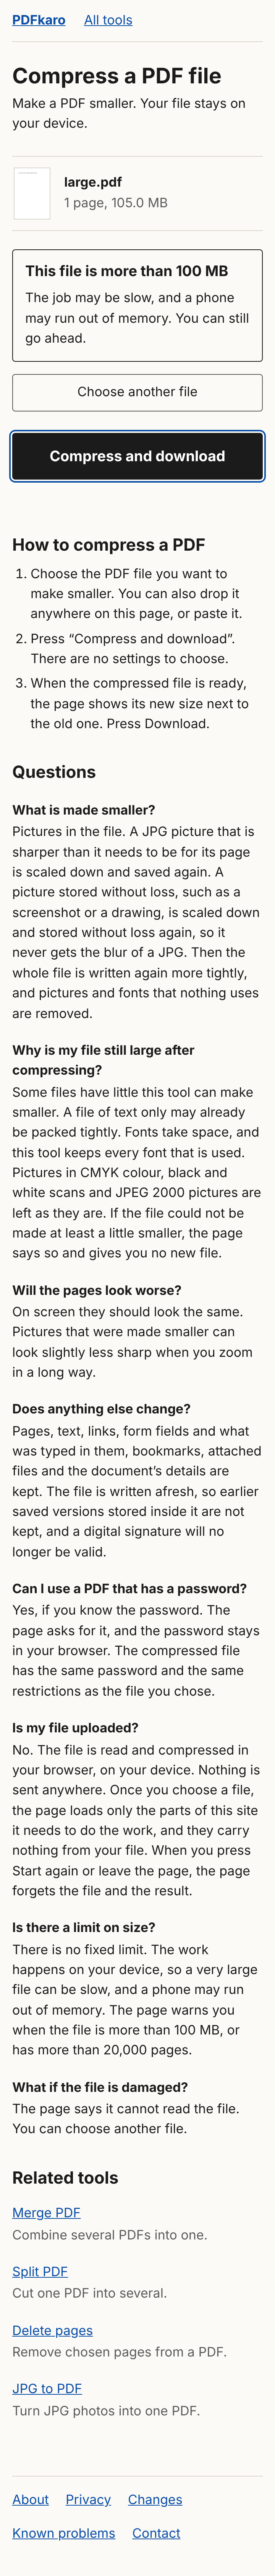 PDFkaro All tools
Compress a PDF file
Make a PDF smaller. Your file stays on
your device.
large.pdf
1 page, 105.0 MB
This file is more than 100 MB
The job may be slow, and a phone
may run out of memory. You can still
go ahead.
Choose another file
Compress and download
How to compress a PDF
1. Choose the PDF file you want to
make smaller. You can also drop it
anywhere on this page, or paste it.
2. Press “Compress and download”.
There are no settings to choose.
3. When the compressed file is ready,
the page shows its new size next to
the old one. Press Download.
Questions
What is made smaller?
Pictures in the file. A JPG picture that is
sharper than it needs to be for its page
is scaled down and saved again. A
picture stored without loss, such as a
screenshot or a drawing, is scaled down
and stored without loss again, so it
never gets the blur of a JPG. Then the
whole file is written again more tightly,
and pictures and fonts that nothing uses
are removed.
Why is my file still large after
compressing?
Some files have little this tool can make
smaller. A file of text only may already
be packed tightly. Fonts take space, and
this tool keeps every font that is used.
Pictures in CMYK colour, black and
white scans and JPEG 2000 pictures are
left as they are. If the file could not be
made at least a little smaller, the page
says so and gives you no new file.
Will the pages look worse?
On screen they should look the same.
Pictures that were made smaller can
look slightly less sharp when you zoom
in a long way.
Does anything else change?
Pages, text, links, form fields and what
was typed in them, bookmarks, attached
files and the document’s details are
kept. The file is written afresh, so earlier
saved versions stored inside it are not
kept, and a digital signature will no
longer be valid.
Can I use a PDF that has a password?
Yes, if you know the password. The
page asks for it, and the password stays
in your browser. The compressed file
has the same password and the same
restrictions as the file you chose.
Is my file uploaded?
No. The file is read and compressed in
your browser, on your device. Nothing is
sent anywhere. Once you choose a file,
the page loads only the parts of this site
it needs to do the work, and they carry
nothing from your file. When you press
Start again or leave the page, the page
forgets the file and the result.
Is there a limit on size?
There is no fixed limit. The work
happens on your device, so a very large
file can be slow, and a phone may run
out of memory. The page warns you
when the file is more than 100 MB, or
has more than 20,000 pages.
What if the file is damaged?
The page says it cannot read the file.
You can choose another file.
Related tools
Merge PDF
Combine several PDFs into one.
Split PDF
Cut one PDF into several.
Delete pages
Remove chosen pages from a PDF.
JPG to PDF
Turn JPG photos into one PDF.
About Privacy Changes
Known problems Contact